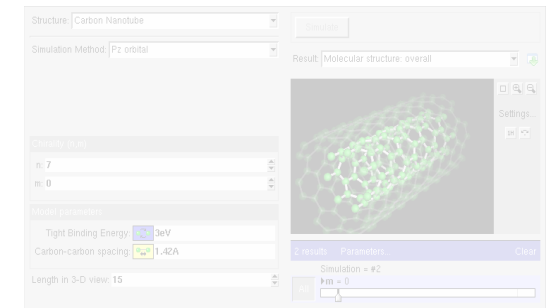 Structure: Carbon Nanotube
Simulation Method: Pz orbital
Chirality (n,m)
n: 7
m: 0
Model parameters
Tight Binding Energy: 3eV
Carbon-carbon spacing: 1.42A
Length in 3-D view: 15
Simulate
Result: Molecular structure: overall
Settings...
2 results Parameters... Clear
Simulation = #2
m = 0
All